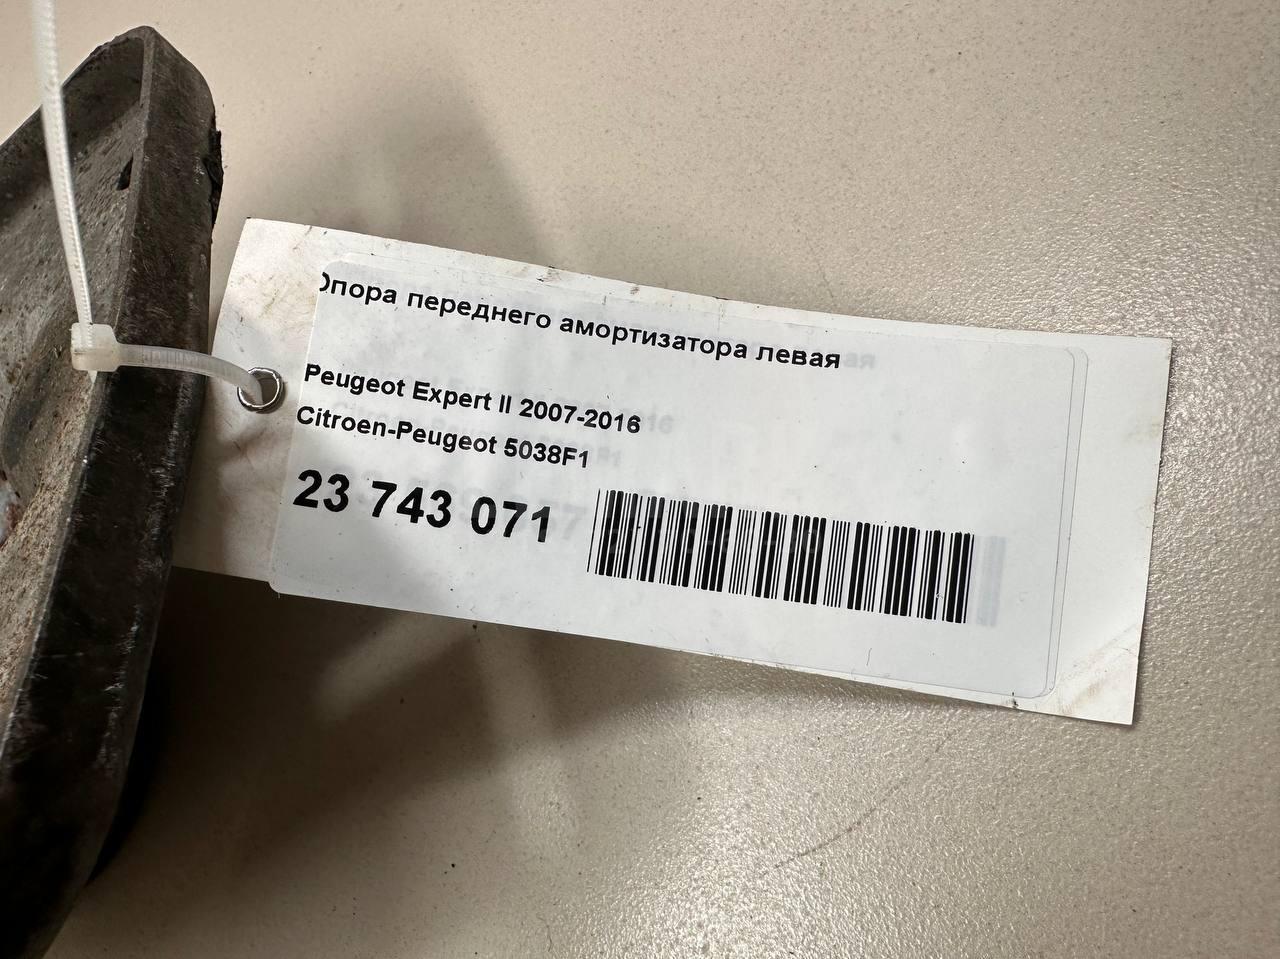 Опора переднего амортизатора левая
Peugeot Expert II 2007-2016
Citroen-Peugeot 5038F1
23 743 071